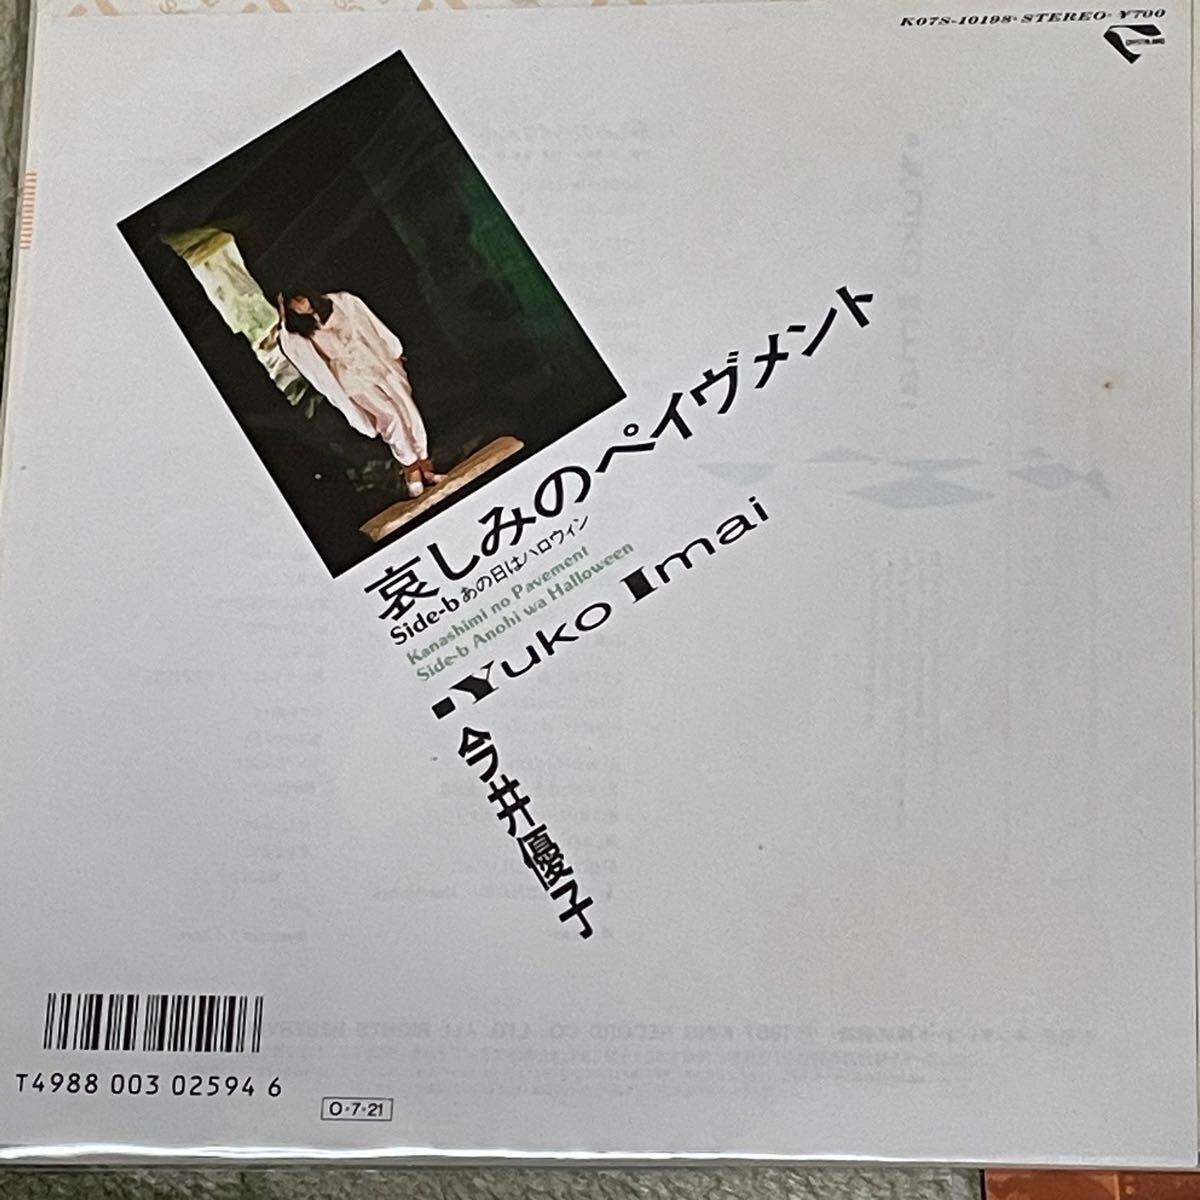 K07S-10198・STEREO・¥700
哀しみのペイヴメント
Side-b あの日はハロウィン
Kanashimi no Pavement
Side-b Anohi wa Halloween
■Yuko Imai
今井優子
T4988 003 02594 6
O・7・21